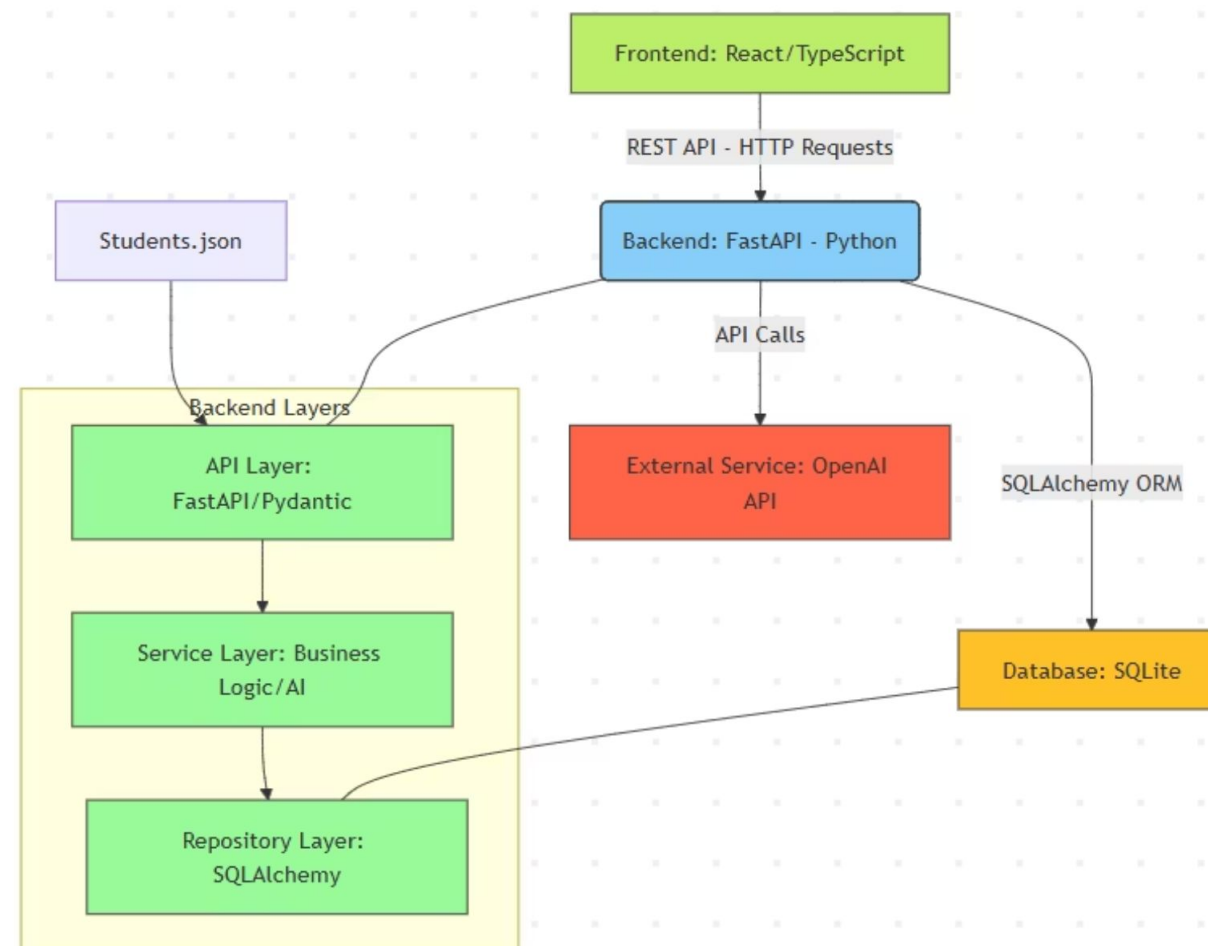 Frontend: React/TypeScript
REST API - HTTP Requests
Students.json
Backend: FastAPI - Python
API Calls
Backend Layers
API Layer:
FastAPI/Pydantic
External Service: OpenAI
API
SQLAlchemy ORM
Service Layer: Business
Logic/AI
Database: SQLite
Repository Layer:
SQLAlchemy